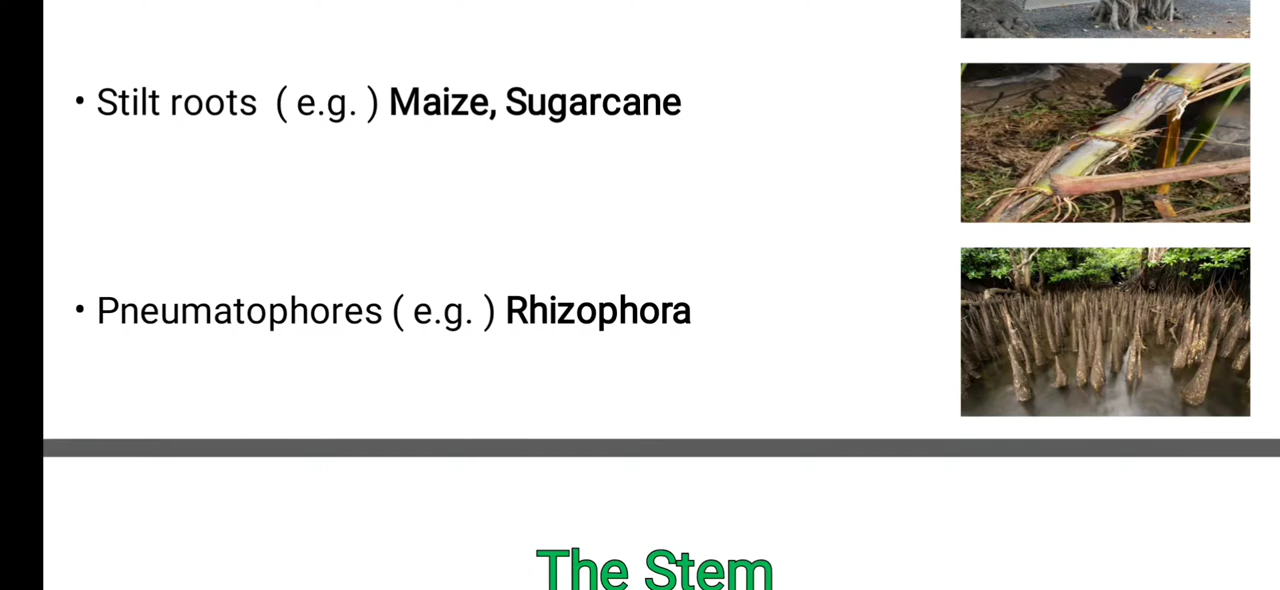 • Stilt roots ( e.g. ) Maize, Sugarcane
• Pneumatophores ( e.g. ) Rhizophora
The Stem